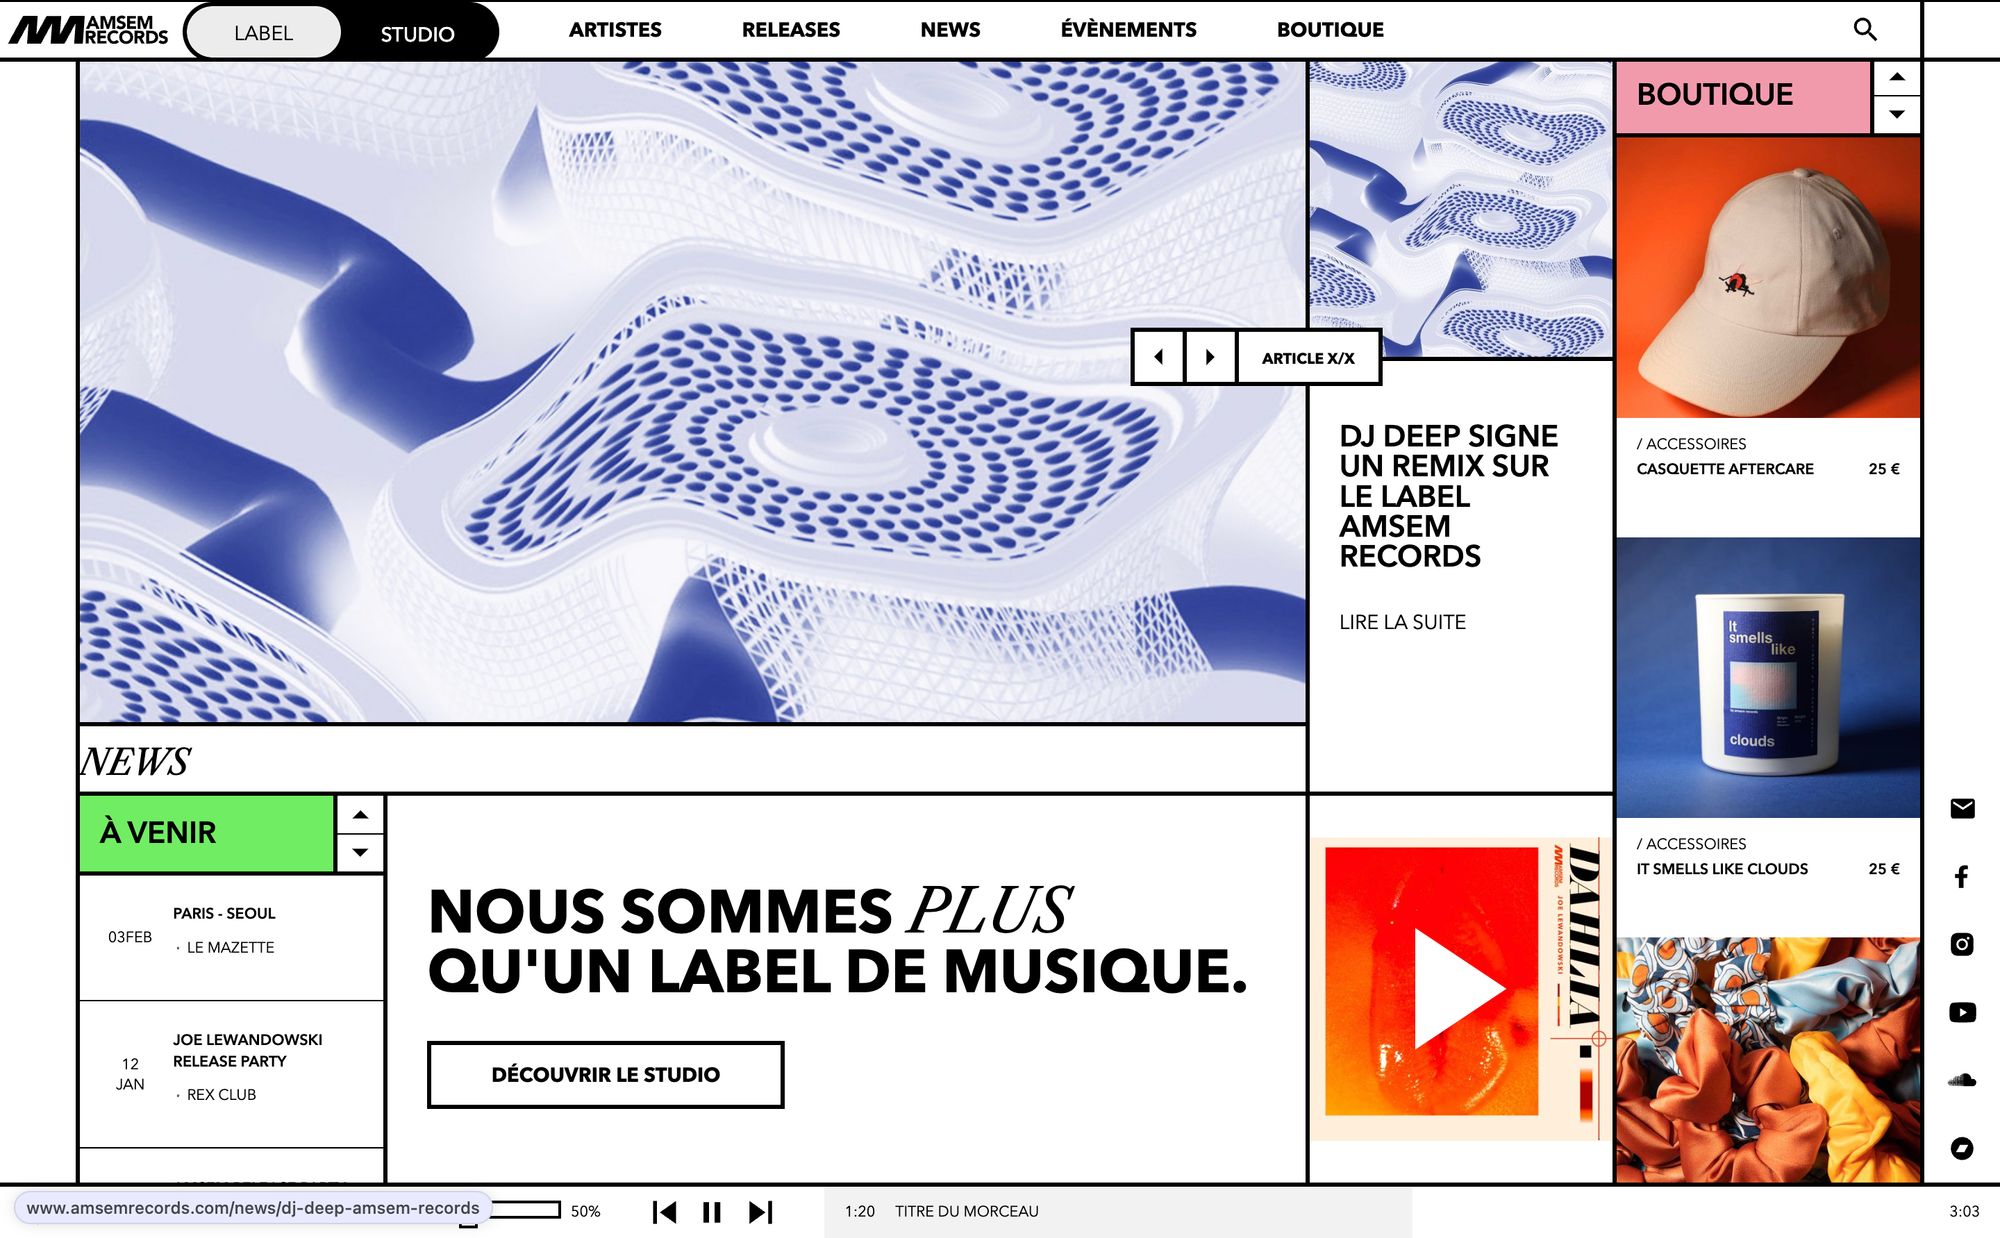 AMSEM
RECORDS
LABEL
STUDIO
ARTISTES
RELEASES
NEWS
ÉVÈNEMENTS
BOUTIQUE
ARTICLE X/X
DJ DEEP SIGNE
UN REMIX SUR
LE LABEL
AMSEM
RECORDS
LIRE LA SUITE
BOUTIQUE
/ ACCESSOIRES
CASQUETTE AFTERCARE 25 €
It
smells
like
clouds
/ ACCESSOIRES
IT SMELLS LIKE CLOUDS 25 €
NEWS
À VENIR
03FEB
PARIS - SEOUL
· LE MAZETTE
12
JAN
JOE LEWANDOWSKI
RELEASE PARTY
· REX CLUB
NOUS SOMMES PLUS
QU'UN LABEL DE MUSIQUE.
DÉCOUVRIR LE STUDIO
DAHLIA
JOE LEWANDOWSKI
AMSEM
RECORDS
www.amsemrecords.com/news/dj-deep-amsem-records
50%
1:20 TITRE DU MORCEAU
3:03